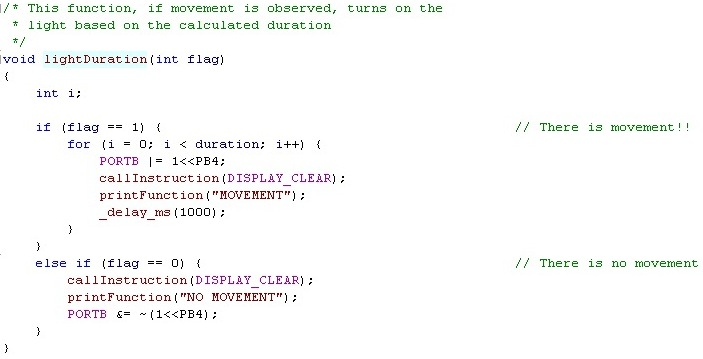 /* This function, if movement is observed, turns on the
 * light based on the calculated duration
 */
void lightDuration(int flag)
{
    int i;

    if (flag == 1) {                                             // There is movement!!
        for (i = 0; i < duration; i++) {
            PORTB |= 1<<PB4;
            callInstruction(DISPLAY_CLEAR);
            printFunction("MOVEMENT");
            _delay_ms(1000);
        }
    }
    else if (flag == 0) {                                        // There is no movement
        callInstruction(DISPLAY_CLEAR);
        printFunction("NO MOVEMENT");
        PORTB &= ~(1<<PB4);
    }
}